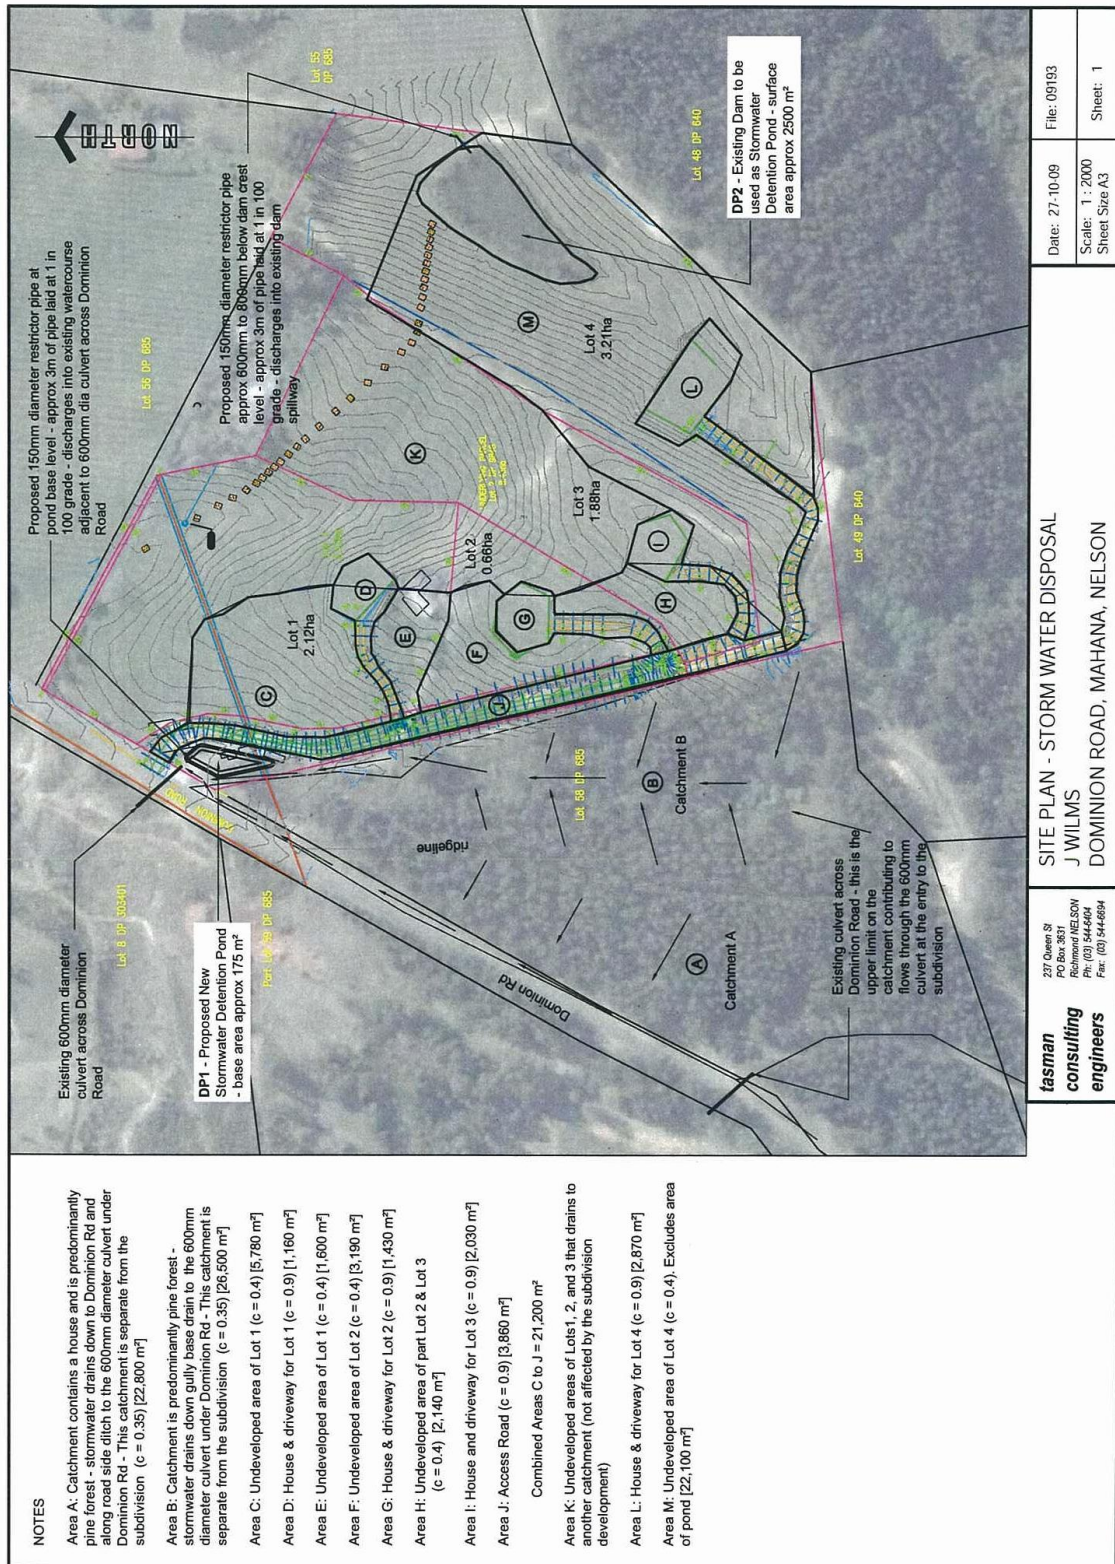 NOTES
Area A: Catchment contains a house and is predominantly
pine forest - stormwater drains down to Dominion Rd and
along road side ditch to the 600mm diameter culvert under
Dominion Rd - This catchment is separate from the
subdivision (c = 0.35) [22,800 m²]
Area B: Catchment is predominantly pine forest -
stormwater drains down gully base drain to the 600mm
diameter culvert under Dominion Rd - This catchment is
separate from the subdivision (c = 0.35) [26,500 m²]
Area C: Undeveloped area of Lot 1 (c = 0.4) [5,780 m²]
Area D: House & driveway for Lot 1 (c = 0.9) [1,160 m²]
Area E: Undeveloped area of Lot 1 (c = 0.4) [1,600 m²]
Area F: Undeveloped area of Lot 2 (c = 0.4) [3,190 m²]
Area G: House & driveway for Lot 2 (c = 0.9) [1,430 m²]
Area H: Undeveloped area of part Lot 2 & Lot 3
(c = 0.4) [2,140 m²]
Area I: House and driveway for Lot 3 (c = 0.9) [2,030 m²]
Area J: Access Road (c = 0.9) [3,860 m²]
Combined Areas C to J = 21,200 m²
Area K: Undeveloped areas of Lots1, 2, and 3 that drains to
another catchment (not affected by the subdivision
development)
Area L: House & driveway for Lot 4 (c = 0.9) [2,870 m²]
Area M: Undeveloped area of Lot 4 (c = 0.4). Excludes area
of pond [22,100 m²]
Existing 600mm diameter
culvert across Dominion
Road
Lot 8 DP 303401
DP1 - Proposed New
Stormwater Detention Pond
- base area approx 175 m²
DP 685
DOMINION ROAD
Proposed 150mm diameter restrictor pipe at
pond base level - approx 3m of pipe laid at 1 in
100 grade - discharges into existing watercourse
adjacent to 600mm dia culvert across Dominion
Road
Lot 56 DP 685
Proposed 150mm diameter restrictor pipe
approx 600mm to 800mm below dam crest
level - approx 3m of pipe laid at 1 in 100
grade - discharges into existing dam
spillway
Lot 55
DP 685
NORTH
C
Lot 1
2.12ha
D
E
K
Lot 2
0.66ha
F
G
J
Lot 3
1.88ha
H
I
M
Lot 4
3.21ha
L
DP2 - Existing Dam to be
used as Stormwater
Detention Pond - surface
area approx 2500 m²
Lot 48 DP 640
Lot 49 DP 640
ridgeline
Lot 58 DP 685
B
Catchment B
Dominion Rd
A
Catchment A
Existing culvert across
Dominion Road - this is the
upper limit on the
catchment contributing to
flows through the 600mm
culvert at the entry to the
subdivision
tasman
consulting
engineers
237 Queen St
PO Box 3631
Richmond NELSON
Ph: (03) 544-6404
Fax: (03) 544-6694
SITE PLAN - STORM WATER DISPOSAL
J WILMS
DOMINION ROAD, MAHANA, NELSON
Date: 27-10-09
File: 09193
Scale: 1 : 2000
Sheet Size A3
Sheet: 1